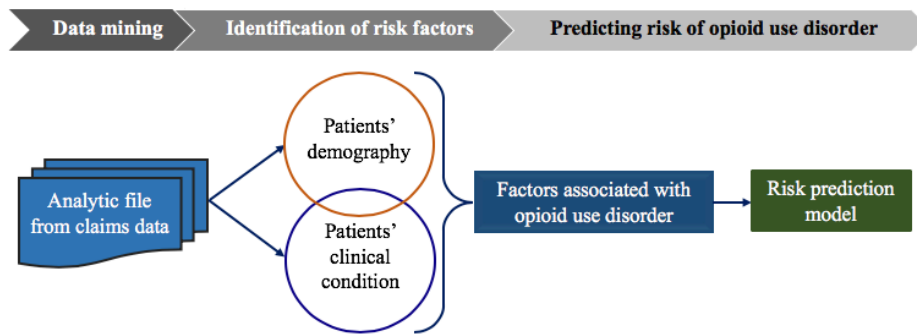 Data mining
Identification of risk factors
Predicting risk of opioid use disorder
Analytic file
from claims data
Patients'
demography
Patients'
clinical
condition
Factors associated with
opioid use disorder
Risk prediction
model